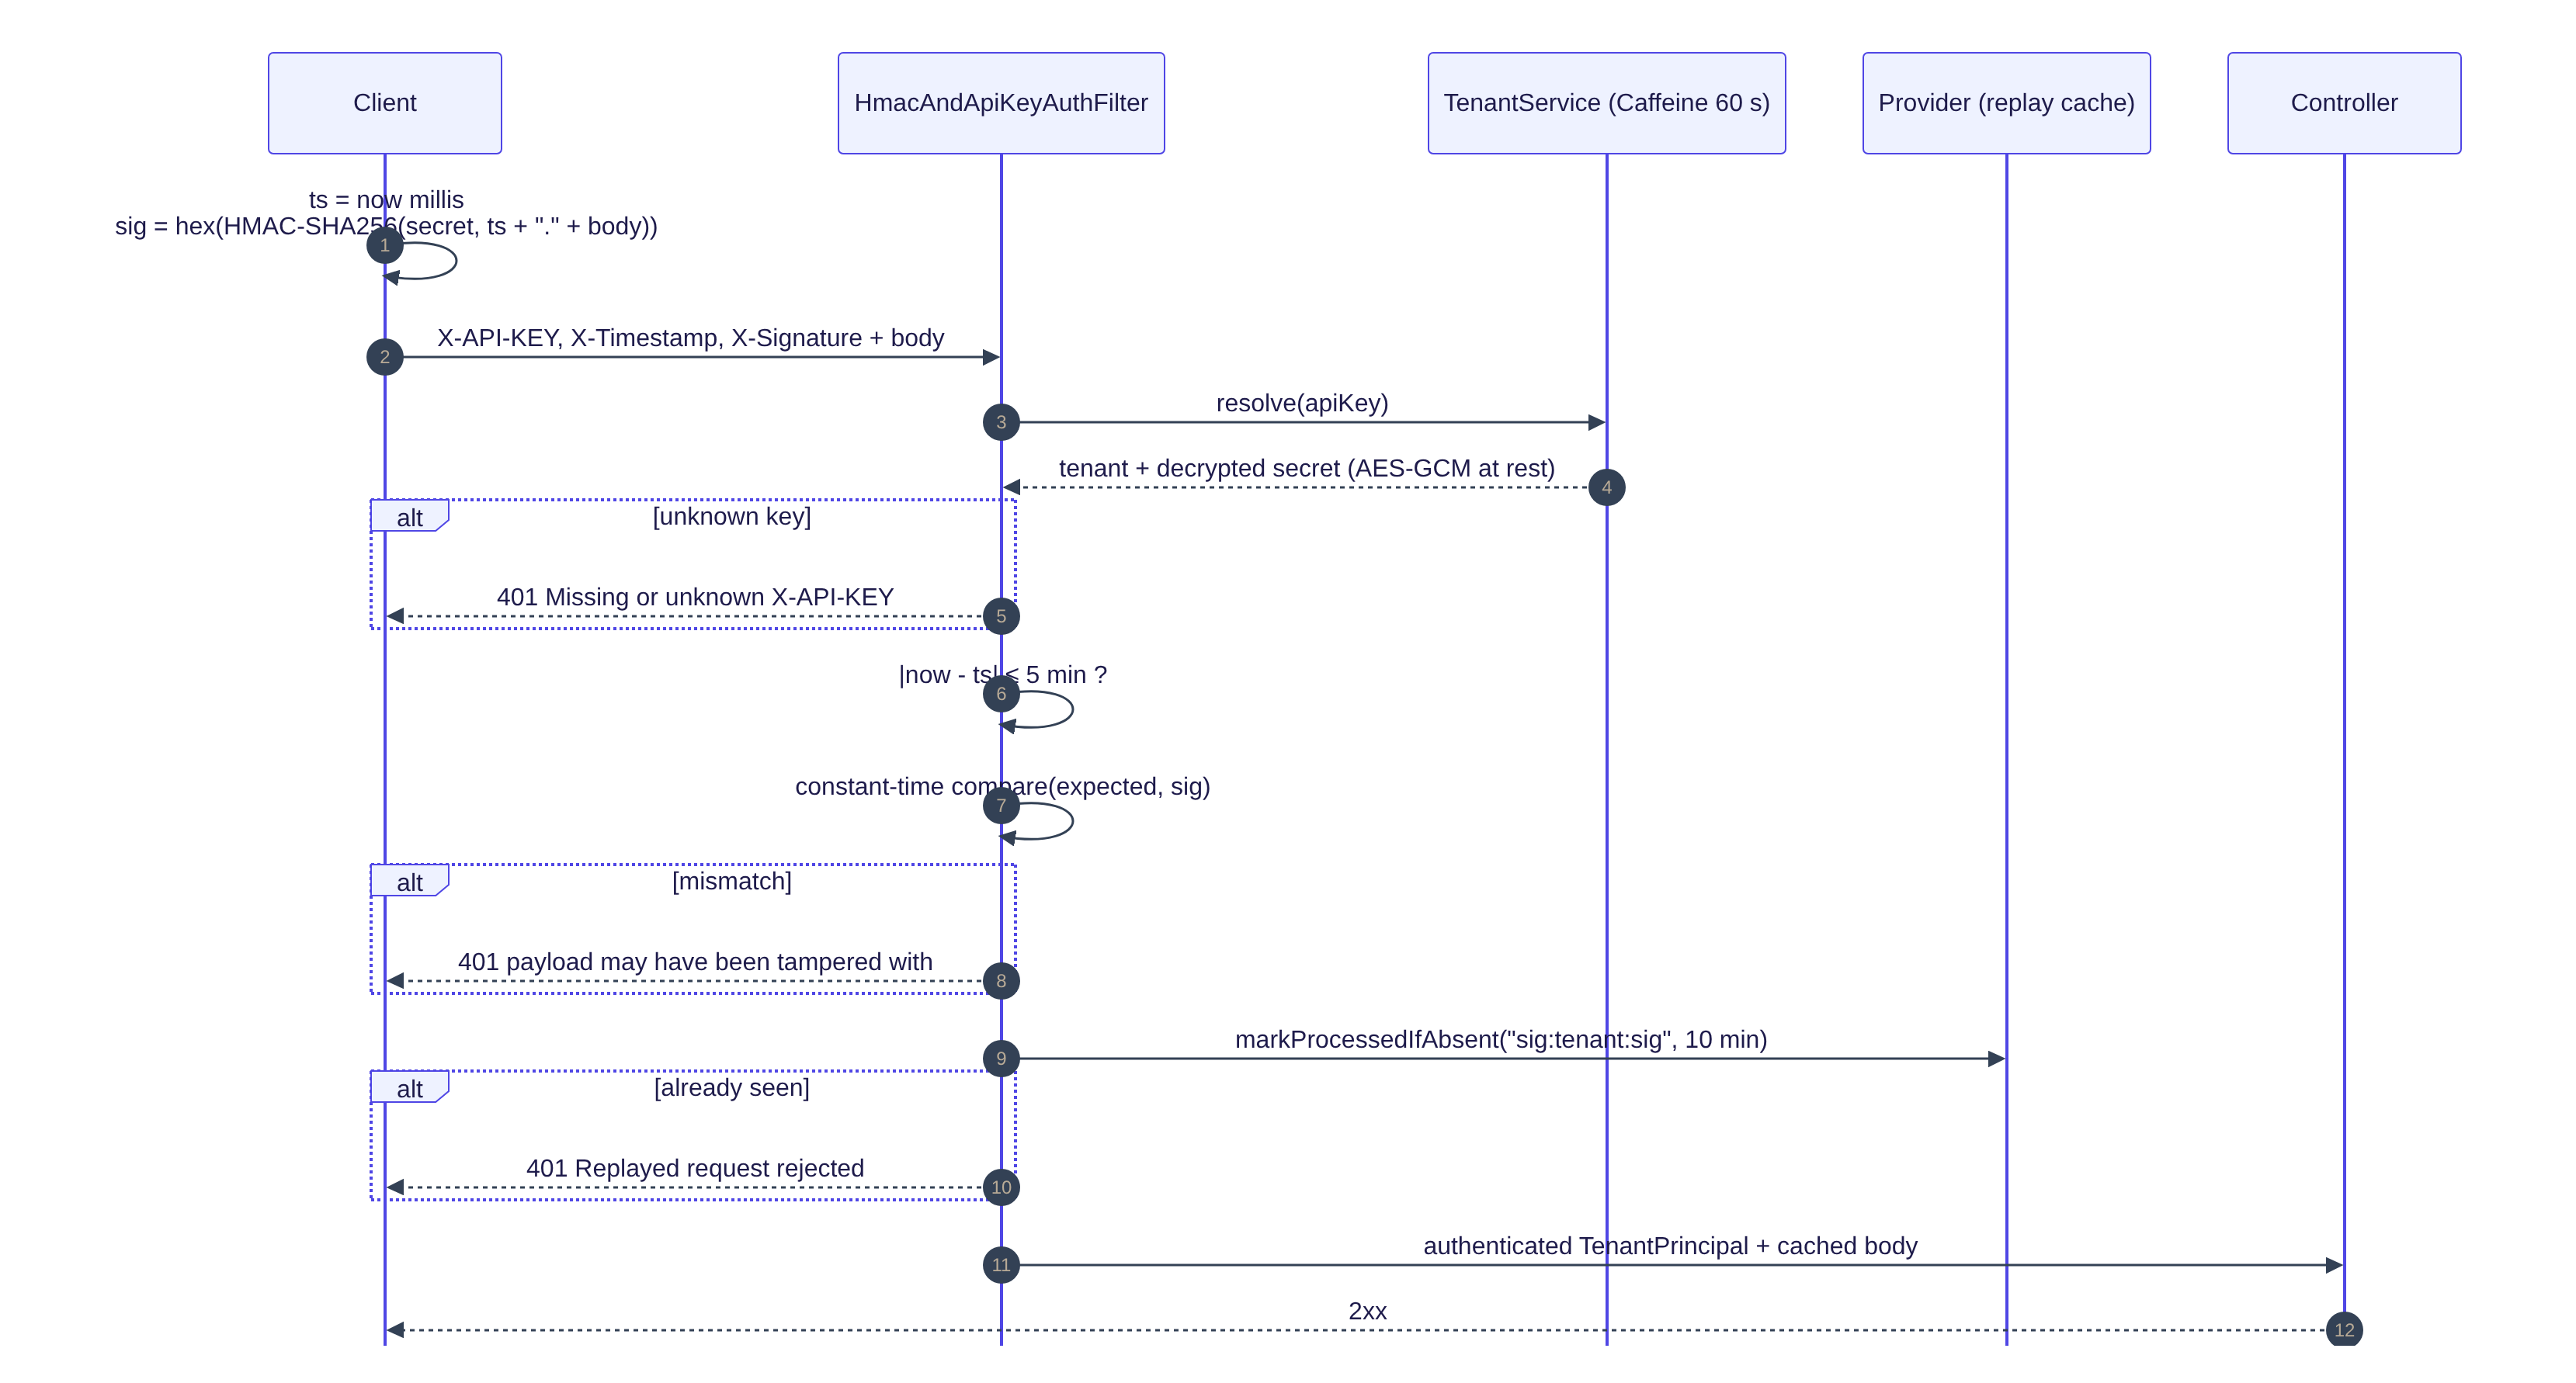 Client
HmacAndApiKeyAuthFilter
TenantService (Caffeine 60 s)
Provider (replay cache)
Controller
ts = now millis
sig = hex(HMAC-SHA256(secret, ts + "." + body))
1
X-API-KEY, X-Timestamp, X-Signature + body
2
resolve(apiKey)
3
tenant + decrypted secret (AES-GCM at rest)
4
alt
[unknown key]
401 Missing or unknown X-API-KEY
5
|now - ts| ≤ 5 min ?
6
constant-time compare(expected, sig)
7
alt
[mismatch]
401 payload may have been tampered with
8
markProcessedIfAbsent("sig:tenant:sig", 10 min)
9
alt
[already seen]
401 Replayed request rejected
10
authenticated TenantPrincipal + cached body
11
2xx
12